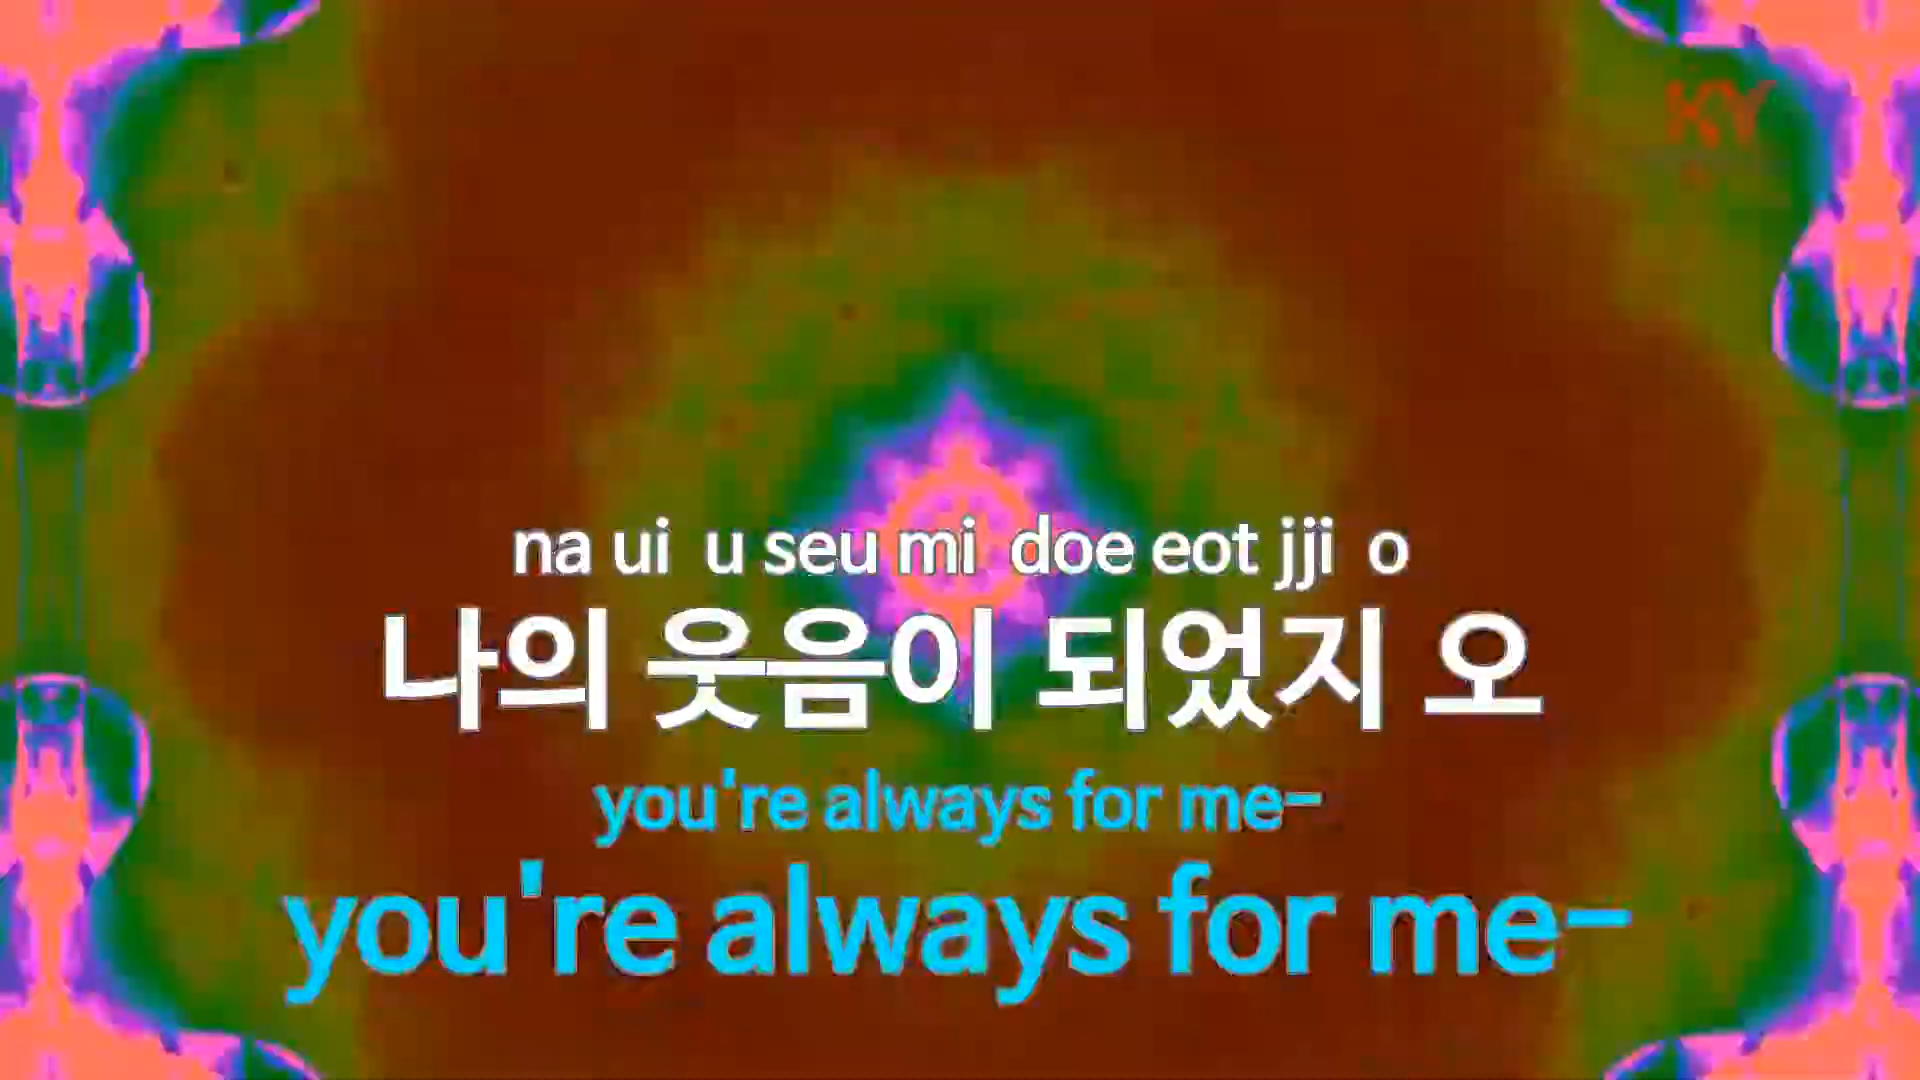 KY
na ui u seu mi doe eot jji o
나의 웃음이 되었지 오
you're always for me-
you're always for me-